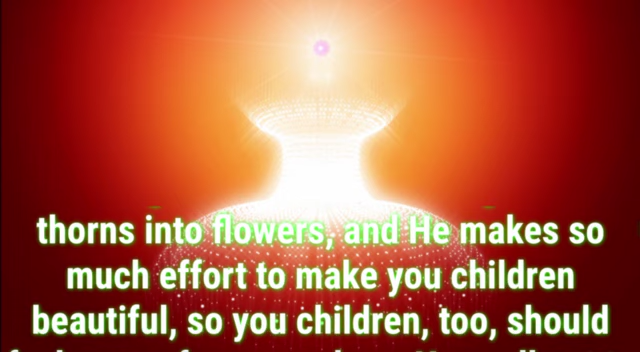 thorns into flowers, and He makes so
much effort to make you children
beautiful, so you children, too, should